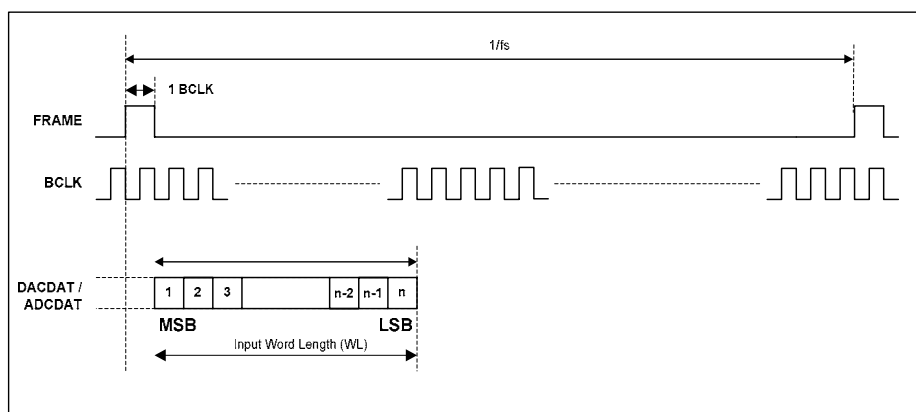 1/fs
1 BCLK
FRAME
BCLK
DACDAT /
ADCDAT
1 2 3 n-2 n-1 n
MSB LSB
Input Word Length (WL)